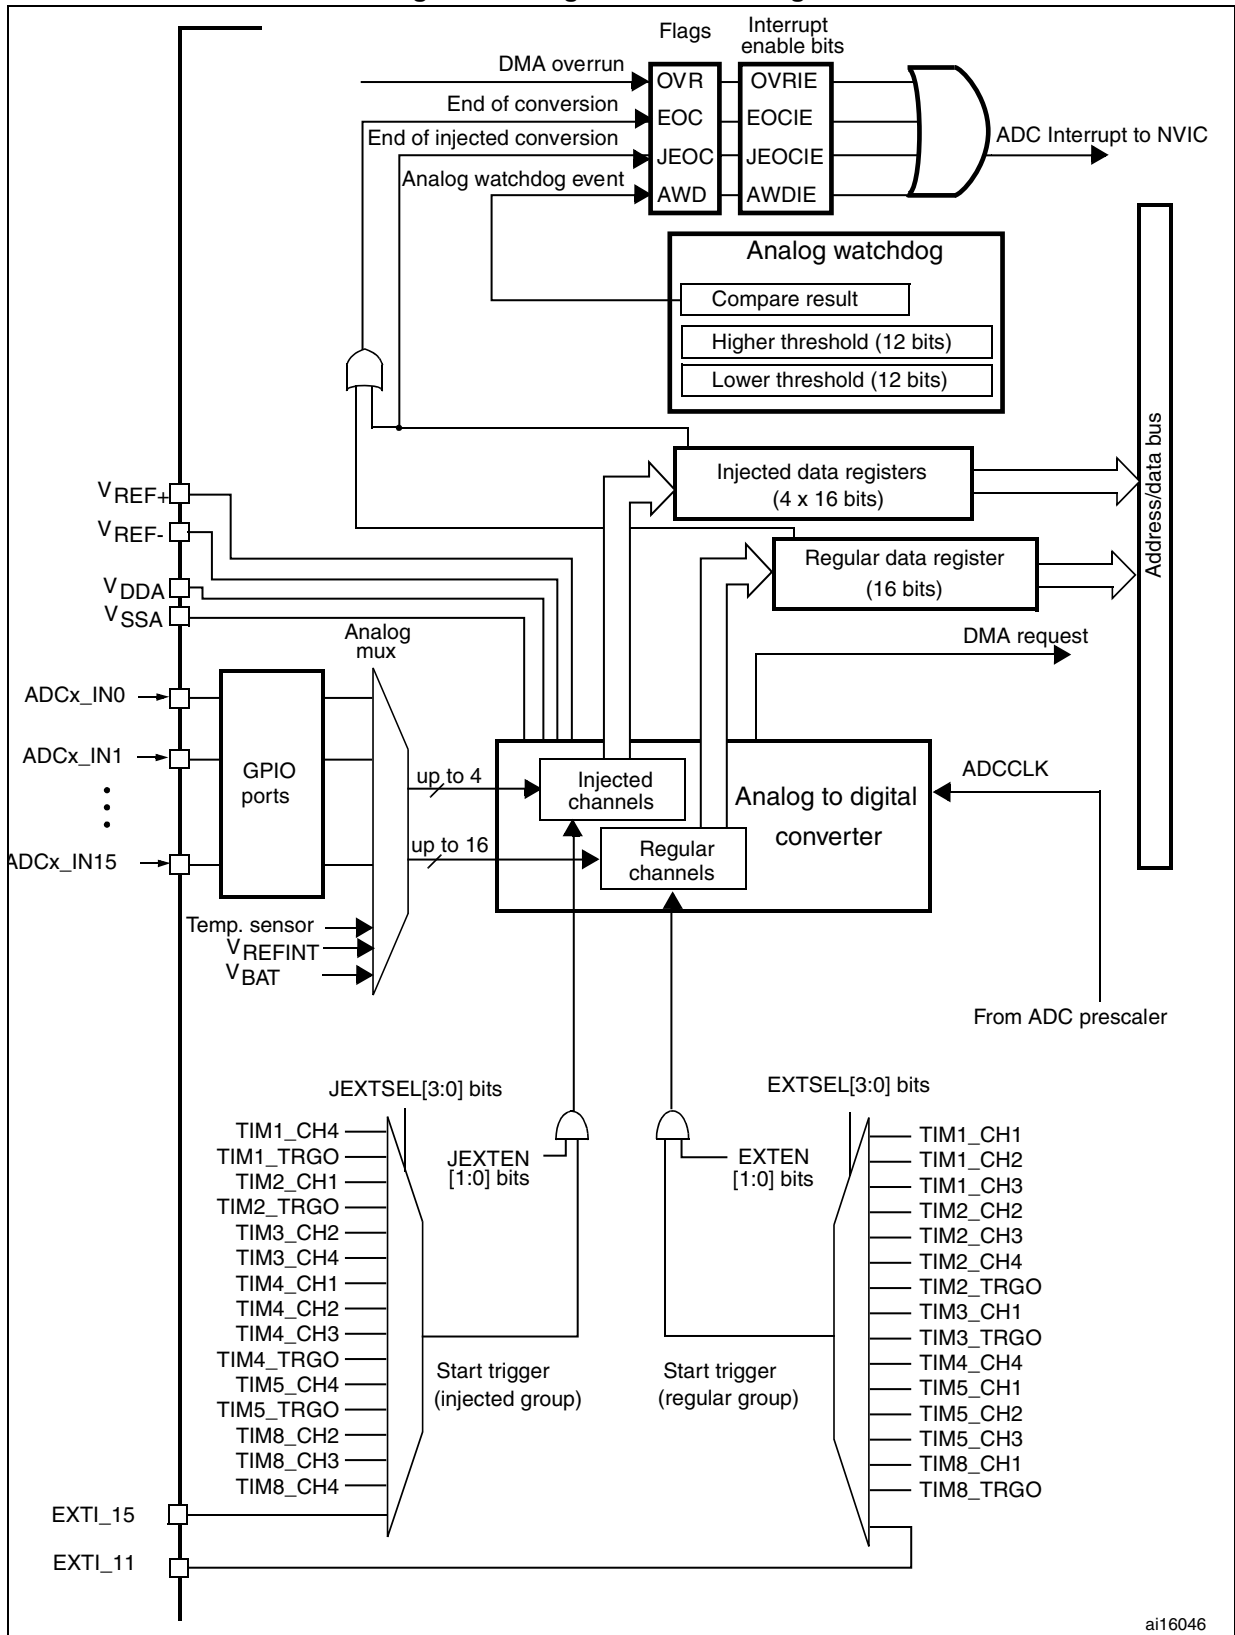 Flags
Interrupt
enable bits
DMA overrun
OVR
OVRIE
End of conversion
EOC
EOCIE
End of injected conversion
JEOC
JEOCIE
ADC Interrupt to NVIC
Analog watchdog event
AWD
AWDIE
Analog watchdog
Compare result
Higher threshold (12 bits)
Lower threshold (12 bits)
Address/data bus
Injected data registers
(4 x 16 bits)
Regular data register
(16 bits)
VREF+
VREF-
VDDA
VSSA
Analog
mux
DMA request
ADCx_IN0
ADCx_IN1
ADCx_IN15
GPIO
ports
up to 4
up to 16
Injected
channels
Regular
channels
Analog to digital
converter
ADCCLK
Temp. sensor
VREFINT
VBAT
From ADC prescaler
JEXTSEL[3:0] bits
EXTSEL[3:0] bits
TIM1_CH4
TIM1_TRGO
TIM2_CH1
TIM2_TRGO
TIM3_CH2
TIM3_CH4
TIM4_CH1
TIM4_CH2
TIM4_CH3
TIM4_TRGO
TIM5_CH4
TIM5_TRGO
TIM8_CH2
TIM8_CH3
TIM8_CH4
JEXTEN
[1:0] bits
EXTEN
[1:0] bits
Start trigger
(injected group)
Start trigger
(regular group)
TIM1_CH1
TIM1_CH2
TIM1_CH3
TIM2_CH2
TIM2_CH3
TIM2_CH4
TIM2_TRGO
TIM3_CH1
TIM3_TRGO
TIM4_CH4
TIM5_CH1
TIM5_CH2
TIM5_CH3
TIM8_CH1
TIM8_TRGO
EXTI_15
EXTI_11
ai16046